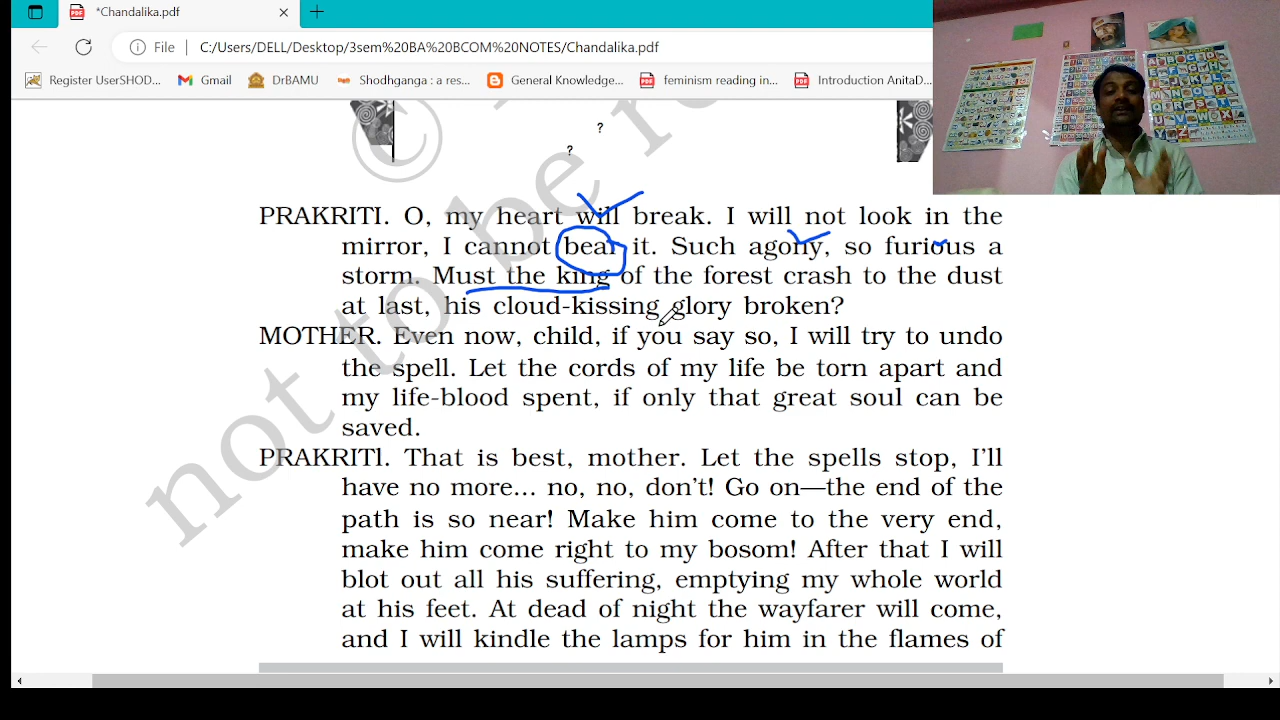 *Chandalika.pdf
File C:/Users/DELL/Desktop/3sem%20BA%20BCOM%20NOTES/Chandalika.pdf
Register UserSHOD... Gmail DrBAMU Shodhganga : a res... General Knowledge... feminism reading in... Introduction AnitaD...
?
?
PRAKRITI. O, my heart will break. I will not look in the
mirror, I cannot bear it. Such agony, so furious a
storm. Must the king of the forest crash to the dust
at last, his cloud-kissing glory broken?
MOTHER. Even now, child, if you say so, I will try to undo
the spell. Let the cords of my life be torn apart and
my life-blood spent, if only that great soul can be
saved.
PRAKRITI. That is best, mother. Let the spells stop, I'll
have no more... no, no, don't! Go on—the end of the
path is so near! Make him come to the very end,
make him come right to my bosom! After that I will
blot out all his suffering, emptying my whole world
at his feet. At dead of night the wayfarer will come,
and I will kindle the lamps for him in the flames of
not to be r